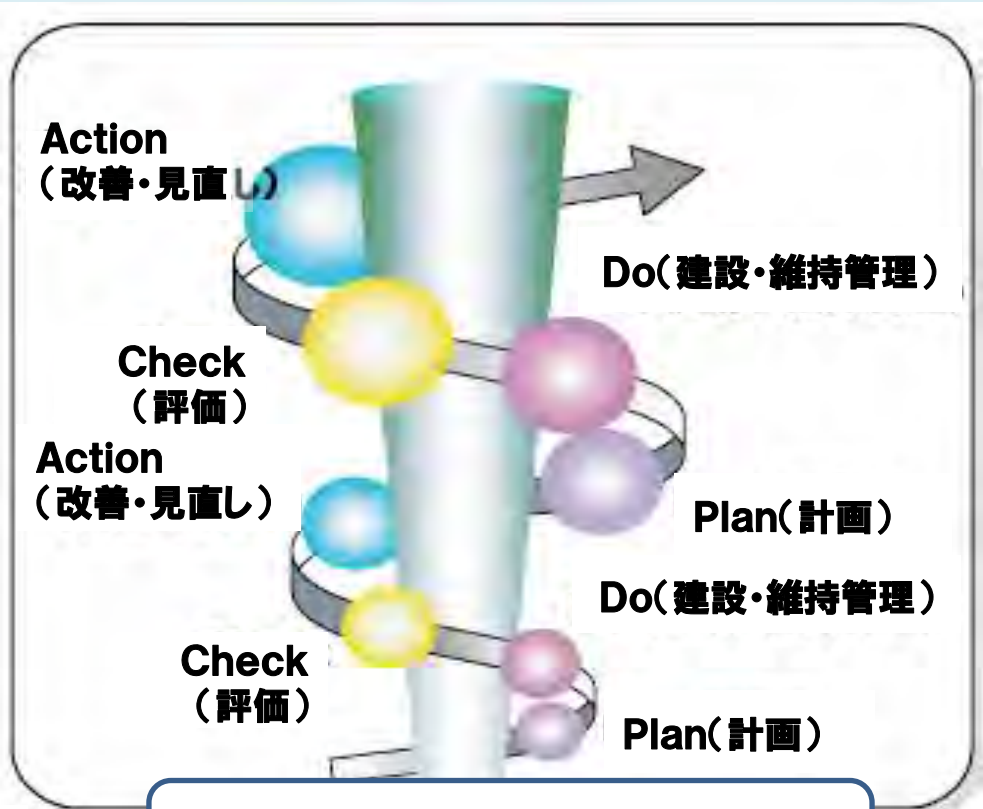 Action
(改善・見直し)
Do(建設・維持管理)
Check
(評価)
Action
(改善・見直し)
Plan(計画)
Do(建設・維持管理)
Check
(評価)
Plan(計画)